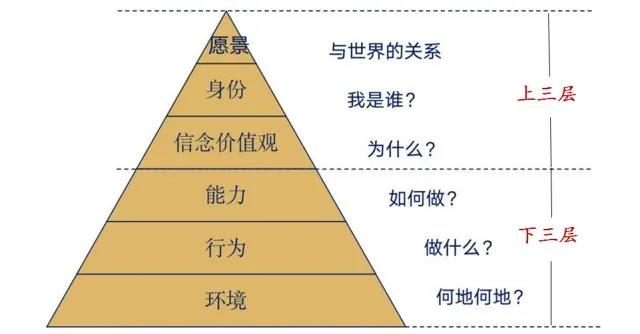 愿景
与世界的关系
身份
我是谁？
上三层
信念价值观
为什么？
能力
如何做？
行为
做什么？
下三层
环境
何地何地？